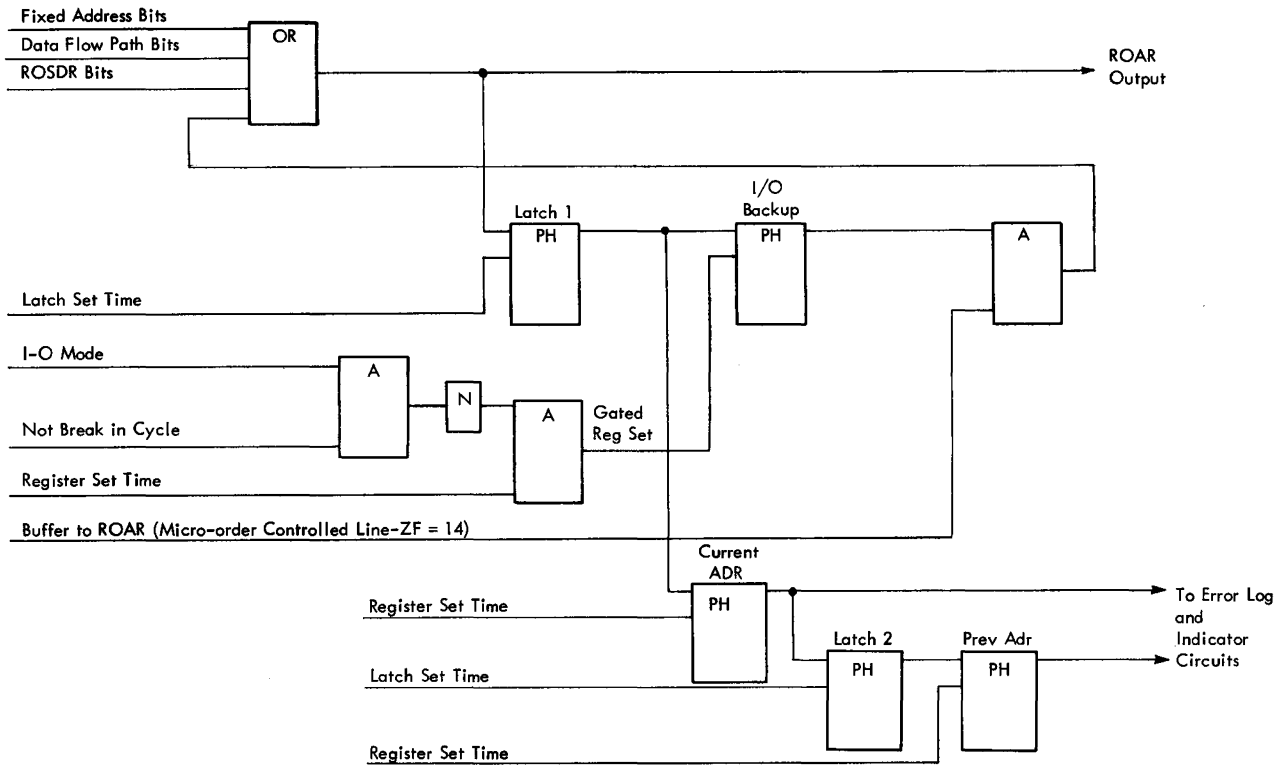 Fixed Address Bits
OR
Data Flow Path Bits
ROSDR Bits
ROAR
Output
I/O
Backup
Latch 1
PH
PH
A
Latch Set Time
I-O Mode
A
N
A
Gated
Reg Set
Not Break in Cycle
Register Set Time
Buffer to ROAR (Micro-order Controlled Line-ZF = 14)
Current
ADR
PH
Register Set Time
To Error Log
and
Indicator
Circuits
Latch 2
Prev Adr
PH
PH
Latch Set Time
Register Set Time